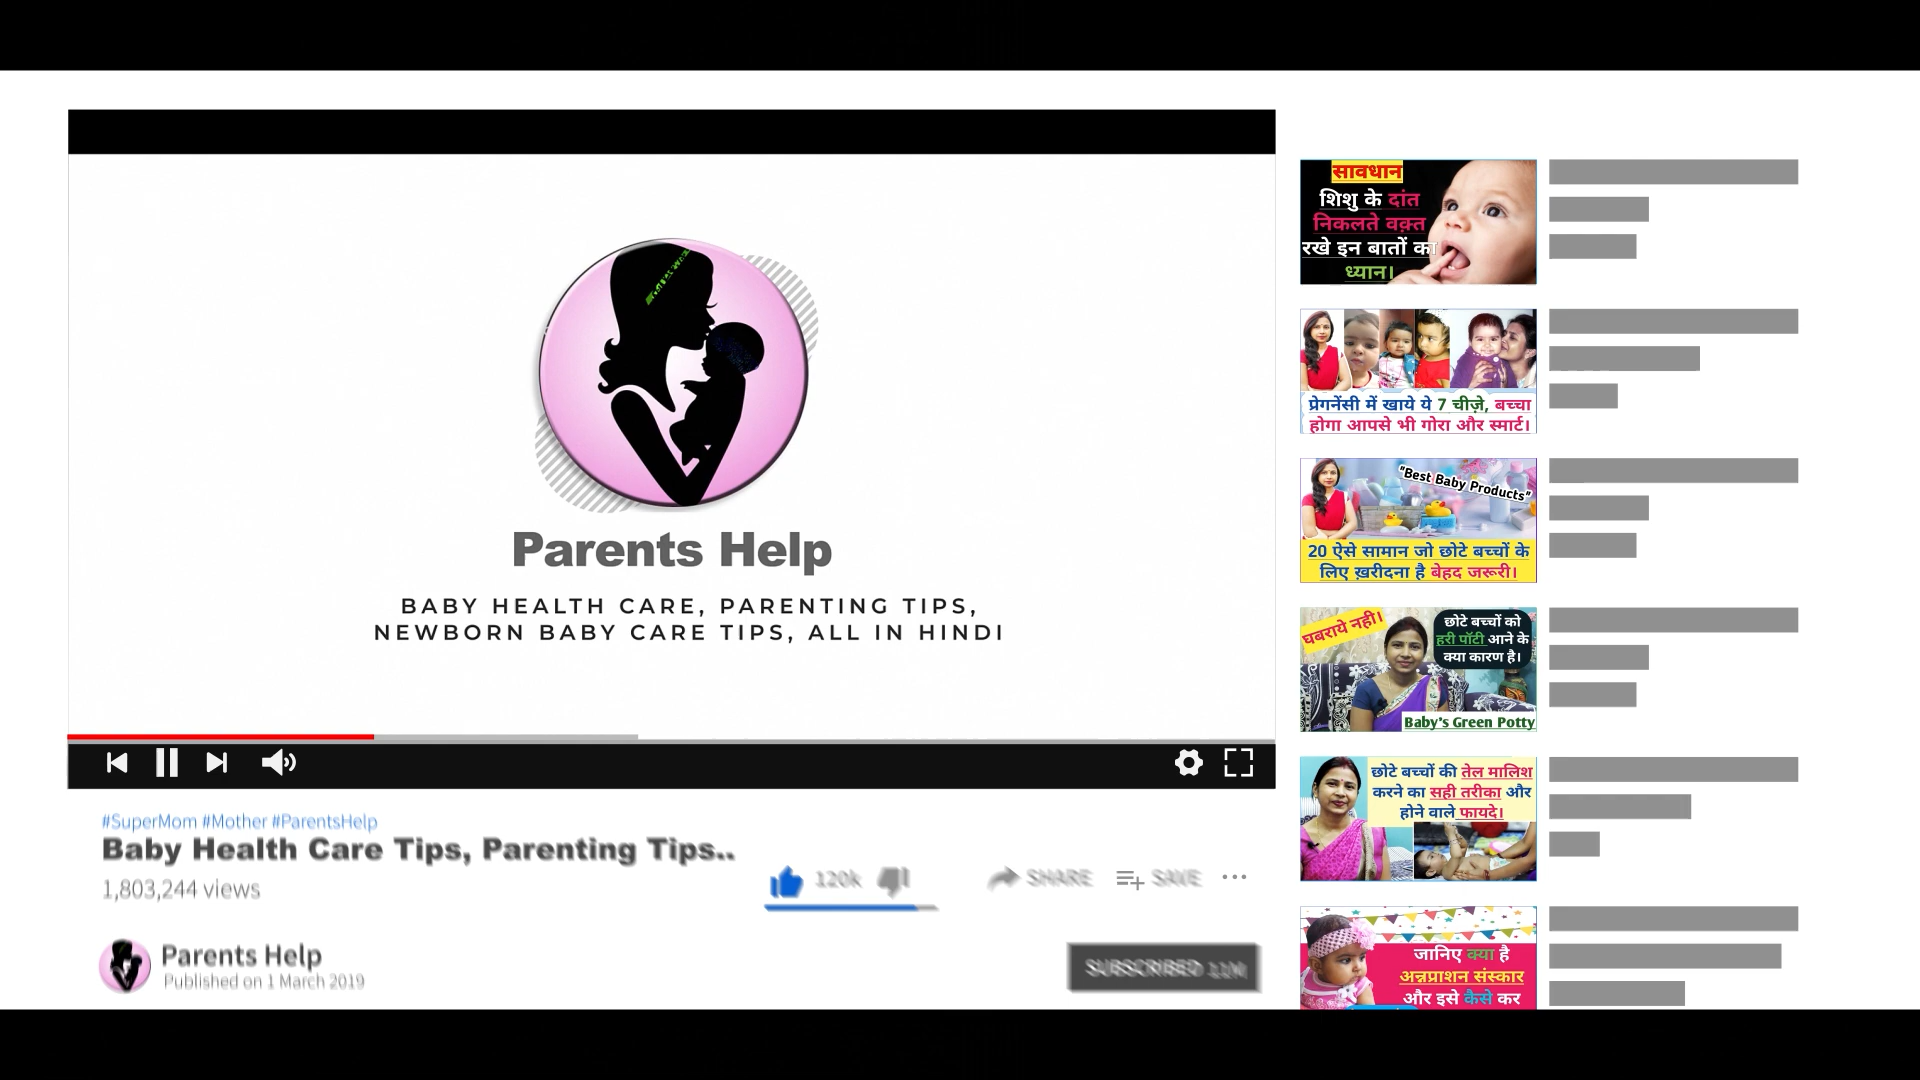 Parents Help
BABY HEALTH CARE, PARENTING TIPS,
NEWBORN BABY CARE TIPS, ALL IN HINDI
#SuperMom #Mother #ParentsHelp
Baby Health Care Tips, Parenting Tips..
1,803,244 views
120k
SHARE
SAVE
Parents Help
Published on 1 March 2019
SUBSCRIBED 11M
सावधान
शिशु के दांत
निकलते वक़्त
रखे इन बातों का
ध्यान।
प्रेगनेंसी में खाये ये 7 चीज़े, बच्चा
होगा आपसे भी गोरा और स्मार्ट।
"Best Baby Products"
20 ऐसे सामान जो छोटे बच्चों के
लिए ख़रीदना है बेहद जरूरी।
घबराये नही।
छोटे बच्चों को
हरी पॉटी आने के
क्या कारण है।
Baby's Green Potty
छोटे बच्चों की तेल मालिश
करने का सही तरीका और
होने वाले फायदे।
जानिए क्या है
अन्नप्राशन संस्कार
और इसे कैसे कर